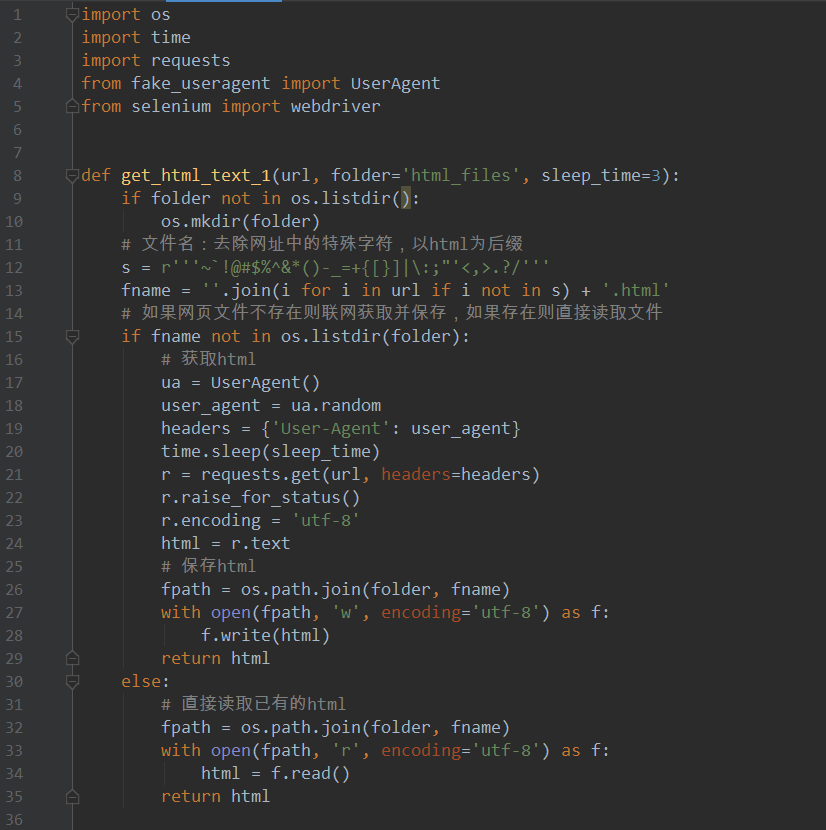 1 import os
2 import time
3 import requests
4 from fake_useragent import UserAgent
5 from selenium import webdriver
6
7
8 def get_html_text_1(url, folder='html_files', sleep_time=3):
9     if folder not in os.listdir():
10         os.mkdir(folder)
11     # 文件名：去除网址中的特殊字符，以html为后缀
12     s = r'''~`!@#$%^&*()-_=+{[}]|\:;"'<,>.?/'''
13     fname = ''.join(i for i in url if i not in s) + '.html'
14     # 如果网页文件不存在则联网获取并保存，如果存在则直接读取文件
15     if fname not in os.listdir(folder):
16         # 获取html
17         ua = UserAgent()
18         user_agent = ua.random
19         headers = {'User-Agent': user_agent}
20         time.sleep(sleep_time)
21         r = requests.get(url, headers=headers)
22         r.raise_for_status()
23         r.encoding = 'utf-8'
24         html = r.text
25         # 保存html
26         fpath = os.path.join(folder, fname)
27         with open(fpath, 'w', encoding='utf-8') as f:
28             f.write(html)
29         return html
30     else:
31         # 直接读取已有的html
32         fpath = os.path.join(folder, fname)
33         with open(fpath, 'r', encoding='utf-8') as f:
34             html = f.read()
35         return html
36